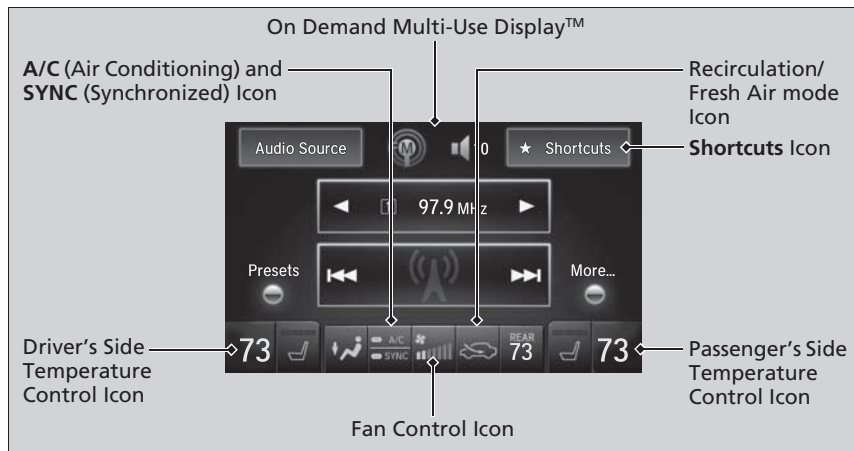 On Demand Multi-Use Display™
A/C (Air Conditioning) and
SYNC (Synchronized) Icon
Recirculation/
Fresh Air mode
Icon
Shortcuts Icon
Audio Source
M
10
★ Shortcuts
1 97.9 MHz
Presets
More...
73
A/C
SYNC
REAR
73
73
Driver's Side
Temperature
Control Icon
Passenger's Side
Temperature
Control Icon
Fan Control Icon